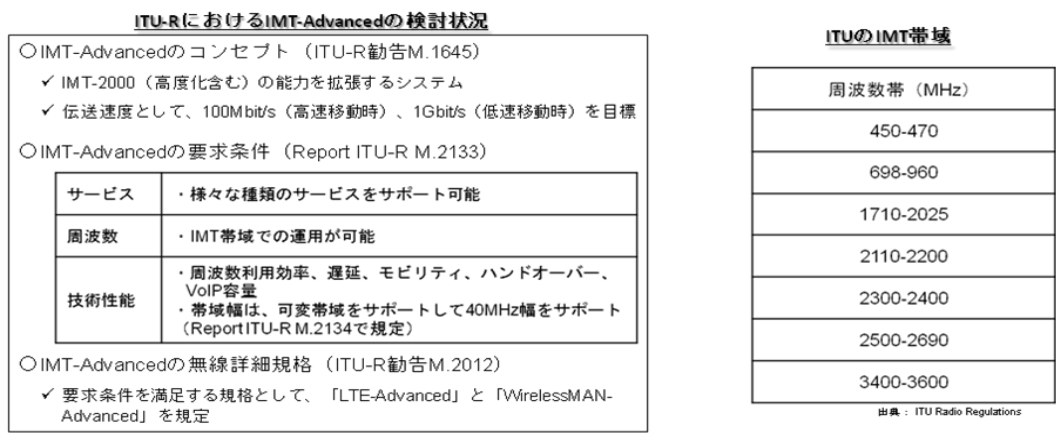 ITU-RにおけるIMT-Advancedの検討状況
○IMT-Advancedのコンセプト（ITU-R勧告M.1645）
✓ IMT-2000（高度化含む）の能力を拡張するシステム
✓ 伝送速度として、100Mbit/s（高速移動時）、1Gbit/s（低速移動時）を目標
○IMT-Advancedの要求条件（Report ITU-R M.2133）
サービス ・様々な種類のサービスをサポート可能
周波数 ・IMT帯域での運用が可能
技術性能 ・周波数利用効率、遅延、モビリティ、ハンドオーバー、
VoIP容量
・帯域幅は、可変帯域をサポートして40MHz幅をサポート
（Report ITU-R M.2134で規定）
○IMT-Advancedの無線詳細規格（ITU-R勧告M.2012）
✓ 要求条件を満足する規格として、「LTE-Advanced」と「WirelessMAN-
Advanced」を規定
ITUのIMT帯域
周波数帯（MHz）
450-470
698-960
1710-2025
2110-2200
2300-2400
2500-2690
3400-3600
出典： ITU Radio Regulations